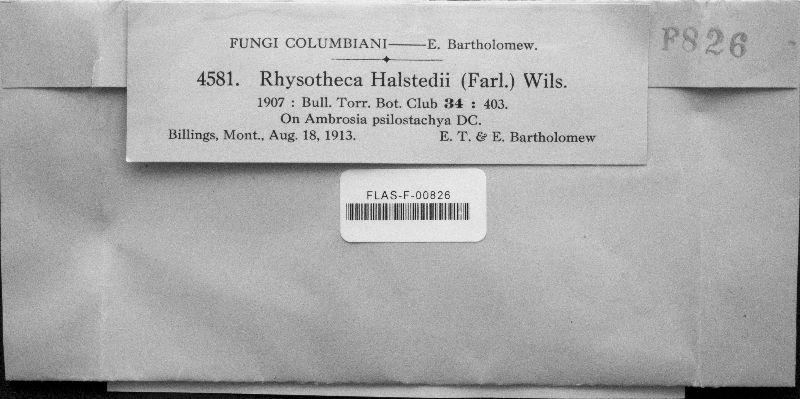 FUNGI COLUMBIANI——E. Bartholomew.
F826
4581. Rhysotheca Halstedii (Farl.) Wils.
1907 : Bull. Torr. Bot. Club 34 : 403.
On Ambrosia psilostachya DC.
Billings, Mont., Aug. 18, 1913. E. T. & E. Bartholomew
FLAS-F-00826